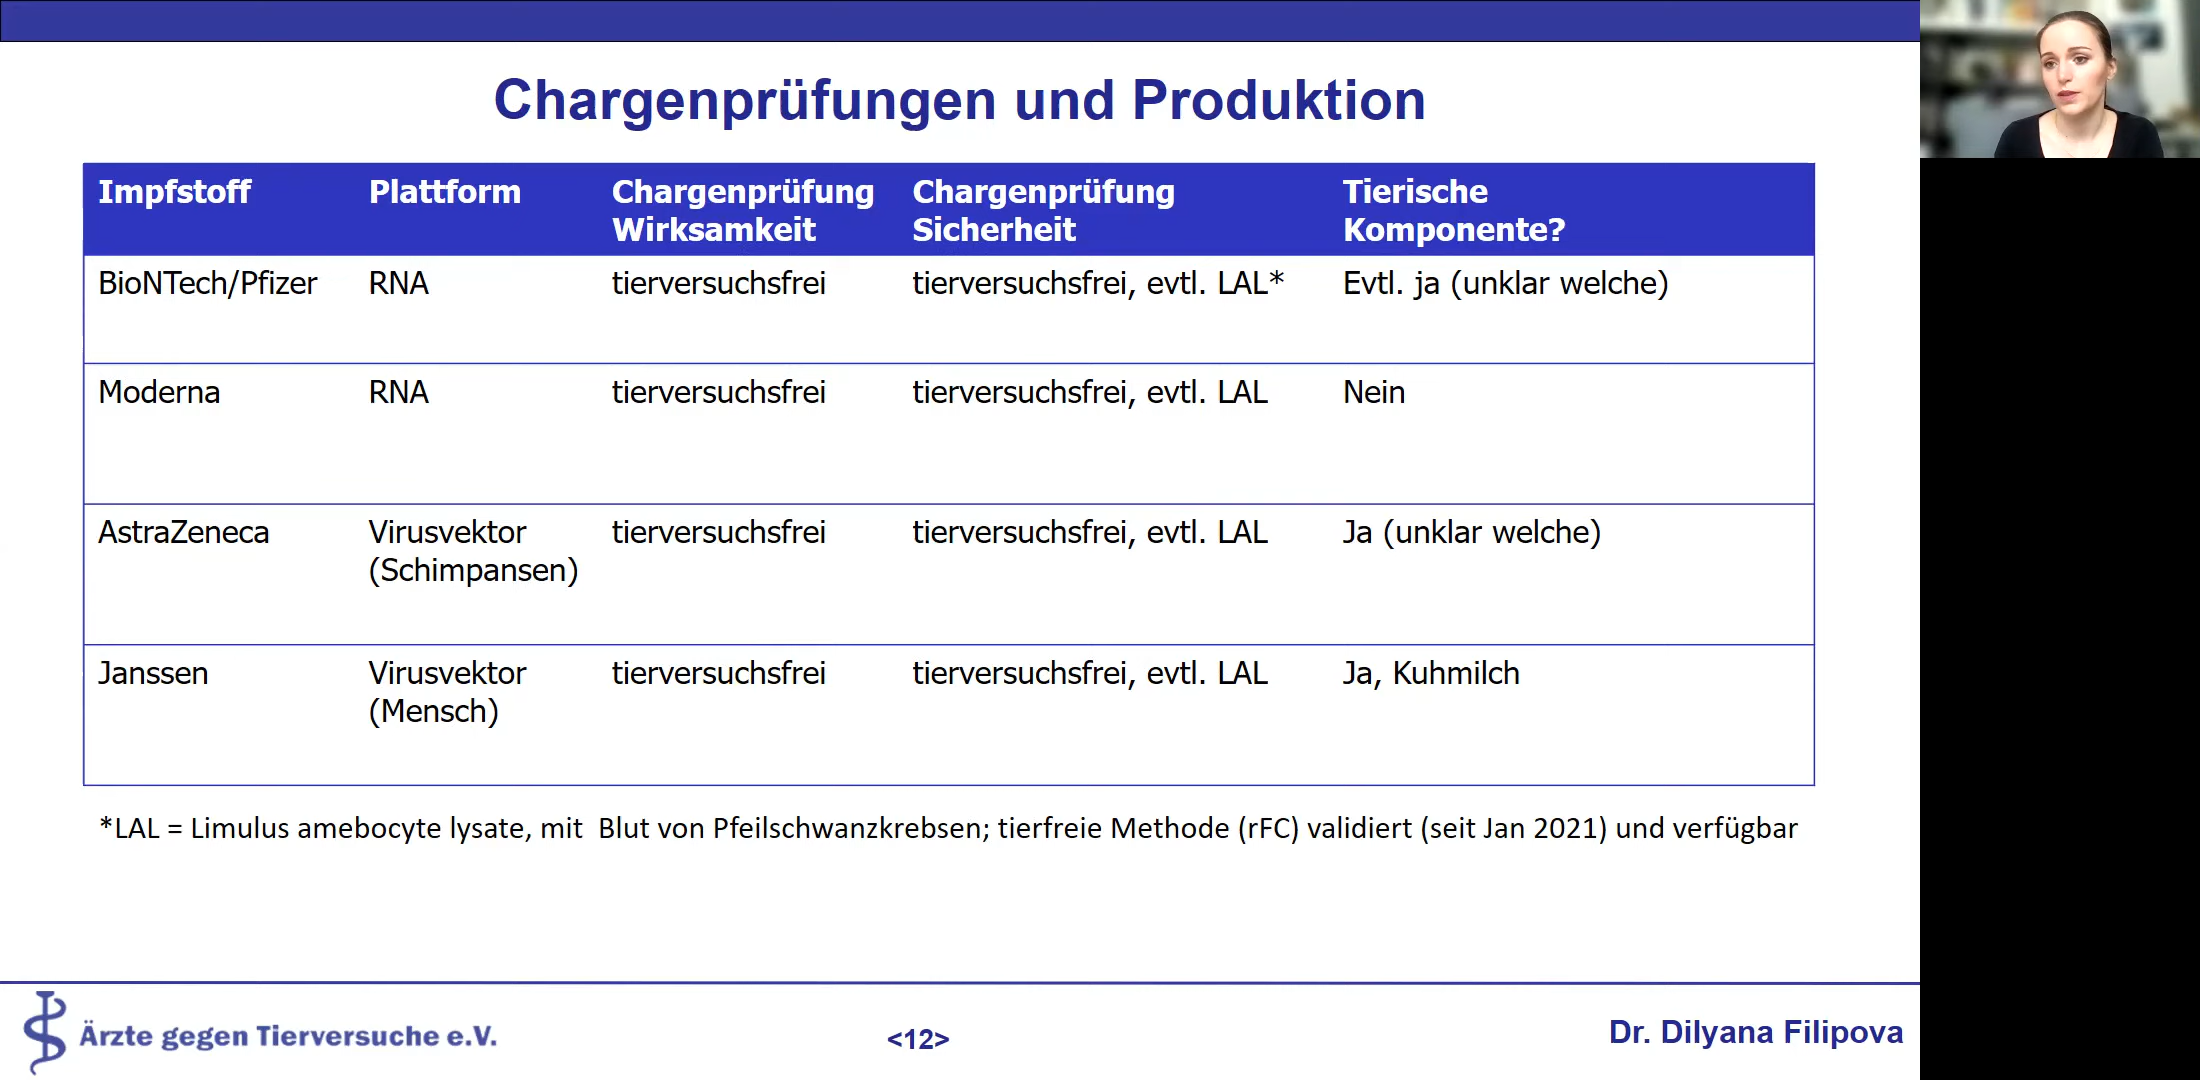 Chargenprüfungen und Produktion
Impfstoff Plattform Chargenprüfung Wirksamkeit Chargenprüfung Sicherheit Tierische Komponente?
BioNTech/Pfizer RNA tierversuchsfrei tierversuchsfrei, evtl. LAL* Evtl. ja (unklar welche)
Moderna RNA tierversuchsfrei tierversuchsfrei, evtl. LAL Nein
AstraZeneca Virusvektor (Schimpansen) tierversuchsfrei tierversuchsfrei, evtl. LAL Ja (unklar welche)
Janssen Virusvektor (Mensch) tierversuchsfrei tierversuchsfrei, evtl. LAL Ja, Kuhmilch
*LAL = Limulus amebocyte lysate, mit Blut von Pfeilschwanzkrebsen; tierfreie Methode (rFC) validiert (seit Jan 2021) und verfügbar
Ärzte gegen Tierversuche e.V.
<12>
Dr. Dilyana Filipova